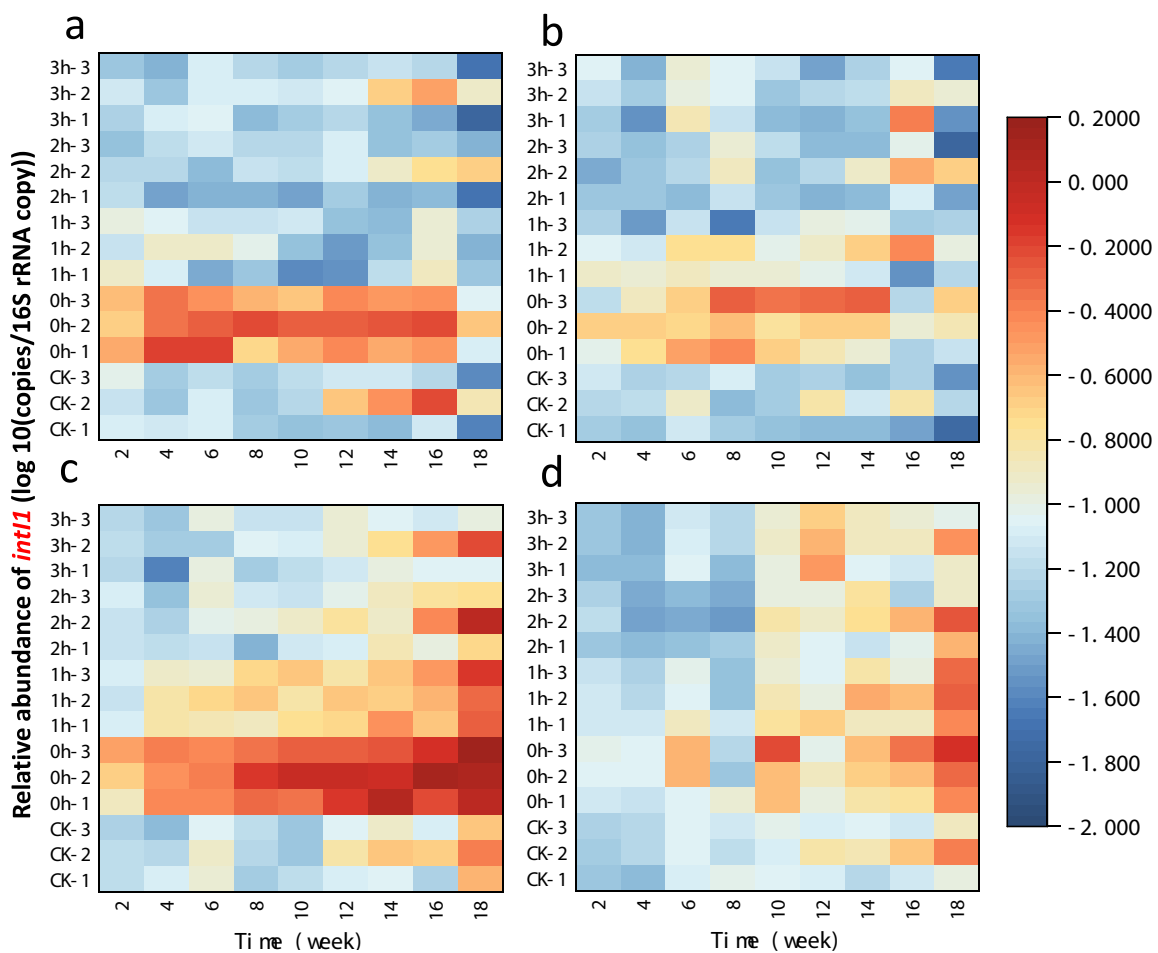 Relative abundance of intI1 (log 10(copies/16S rRNA copy))
a
3h-3
3h-2
3h-1
2h-3
2h-2
2h-1
1h-3
1h-2
1h-1
0h-3
0h-2
0h-1
CK-3
CK-2
CK-1
2 4 6 8 10 12 14 16 18
b
3h-3
3h-2
3h-1
2h-3
2h-2
2h-1
1h-3
1h-2
1h-1
0h-3
0h-2
0h-1
CK-3
CK-2
CK-1
2 4 6 8 10 12 14 16 18
c
3h-3
3h-2
3h-1
2h-3
2h-2
2h-1
1h-3
1h-2
1h-1
0h-3
0h-2
0h-1
CK-3
CK-2
CK-1
2 4 6 8 10 12 14 16 18
Time (week)
d
3h-3
3h-2
3h-1
2h-3
2h-2
2h-1
1h-3
1h-2
1h-1
0h-3
0h-2
0h-1
CK-3
CK-2
CK-1
2 4 6 8 10 12 14 16 18
Time (week)
0.2000
0.000
-0.2000
-0.4000
-0.6000
-0.8000
-1.000
-1.200
-1.400
-1.600
-1.800
-2.000